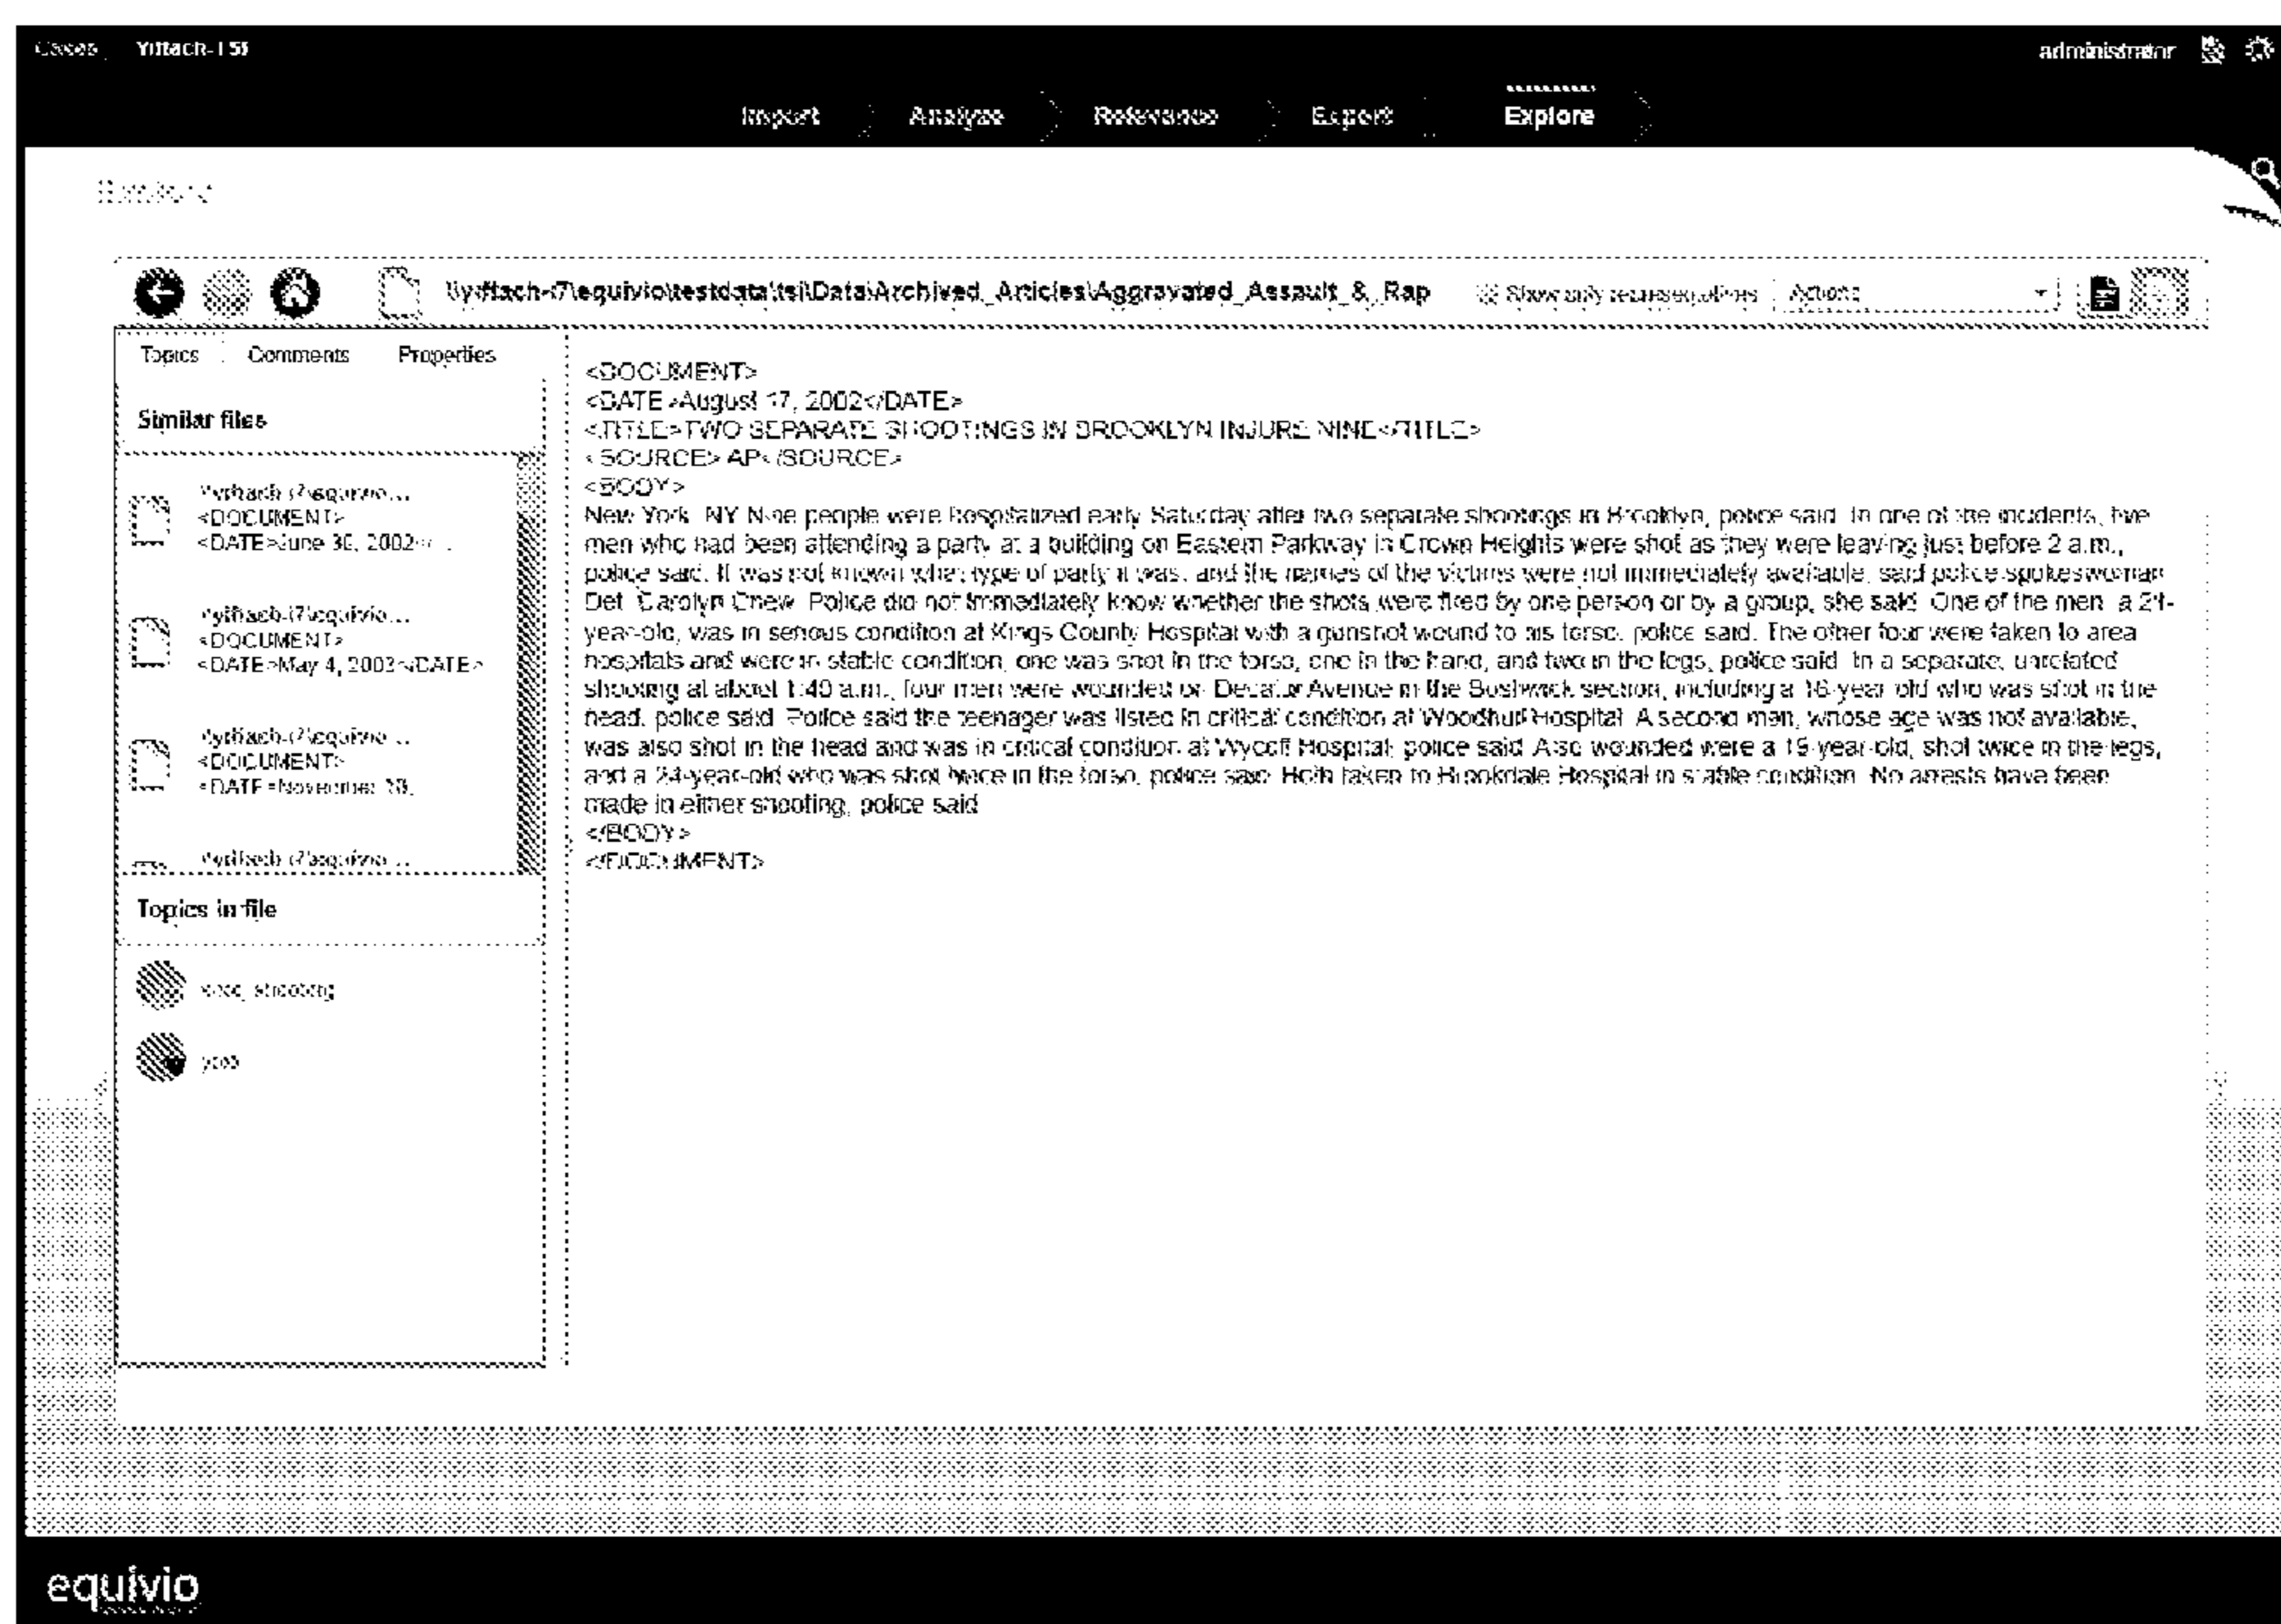 Cases
administrator
Import
Analyze
Relevance
Export
Explore
Show only Actions
Topics Comments Properties
Similar files
<DOCUMENT>
<DATE>June 30, 2002
<DOCUMENT>
<DATE>May 4, 2003</DATE>
<DOCUMENT>
<DATE>November
Topics in file
shooting
<DOCUMENT>
<DATE>August 17, 2002</DATE>
<TITLE>TWO SEPARATE SHOOTINGS IN BROOKLYN INJURE NINE</TITLE>
<SOURCE> AP</SOURCE>
<BODY>
New York, NY Nine people were hospitalized early Saturday after two separate shootings in Brooklyn, police said. In one of the incidents, five
men who had been attending a party at a building on Eastern Parkway in Crown Heights were shot as they were leaving just before 2 a.m.,
police said. It was not known what type of party it was, and the names of the victims were not immediately available, said police spokeswoman
Det. Carolyn Chew. Police did not immediately know whether the shots were fired by one person or by a group, she said. One of the men, a
year-old, was in serious condition at Kings County Hospital with a gunshot wound to his torso, police said. The other four were taken to area
hospitals and were in stable condition, one was shot in the torso, one in the hand, and two in the legs, police said. In a separate, unrelated
shooting at about 1:40 a.m., four men were wounded on Decatur Avenue in the Bushwick section, including a 16-year old who was shot in the
head, police said. Police said the teenager was listed in critical condition at Woodhull Hospital. A second man, whose age was not available,
was also shot in the head and was in critical condition at Wycoff Hospital, police said. Also wounded were a 19-year-old, shot twice in the legs,
and a 24-year-old who was shot twice in the torso, police said. Both taken to Brookdale Hospital in stable condition. No arrests have been
made in either shooting, police said.
</BODY>
</DOCUMENT>
equivio